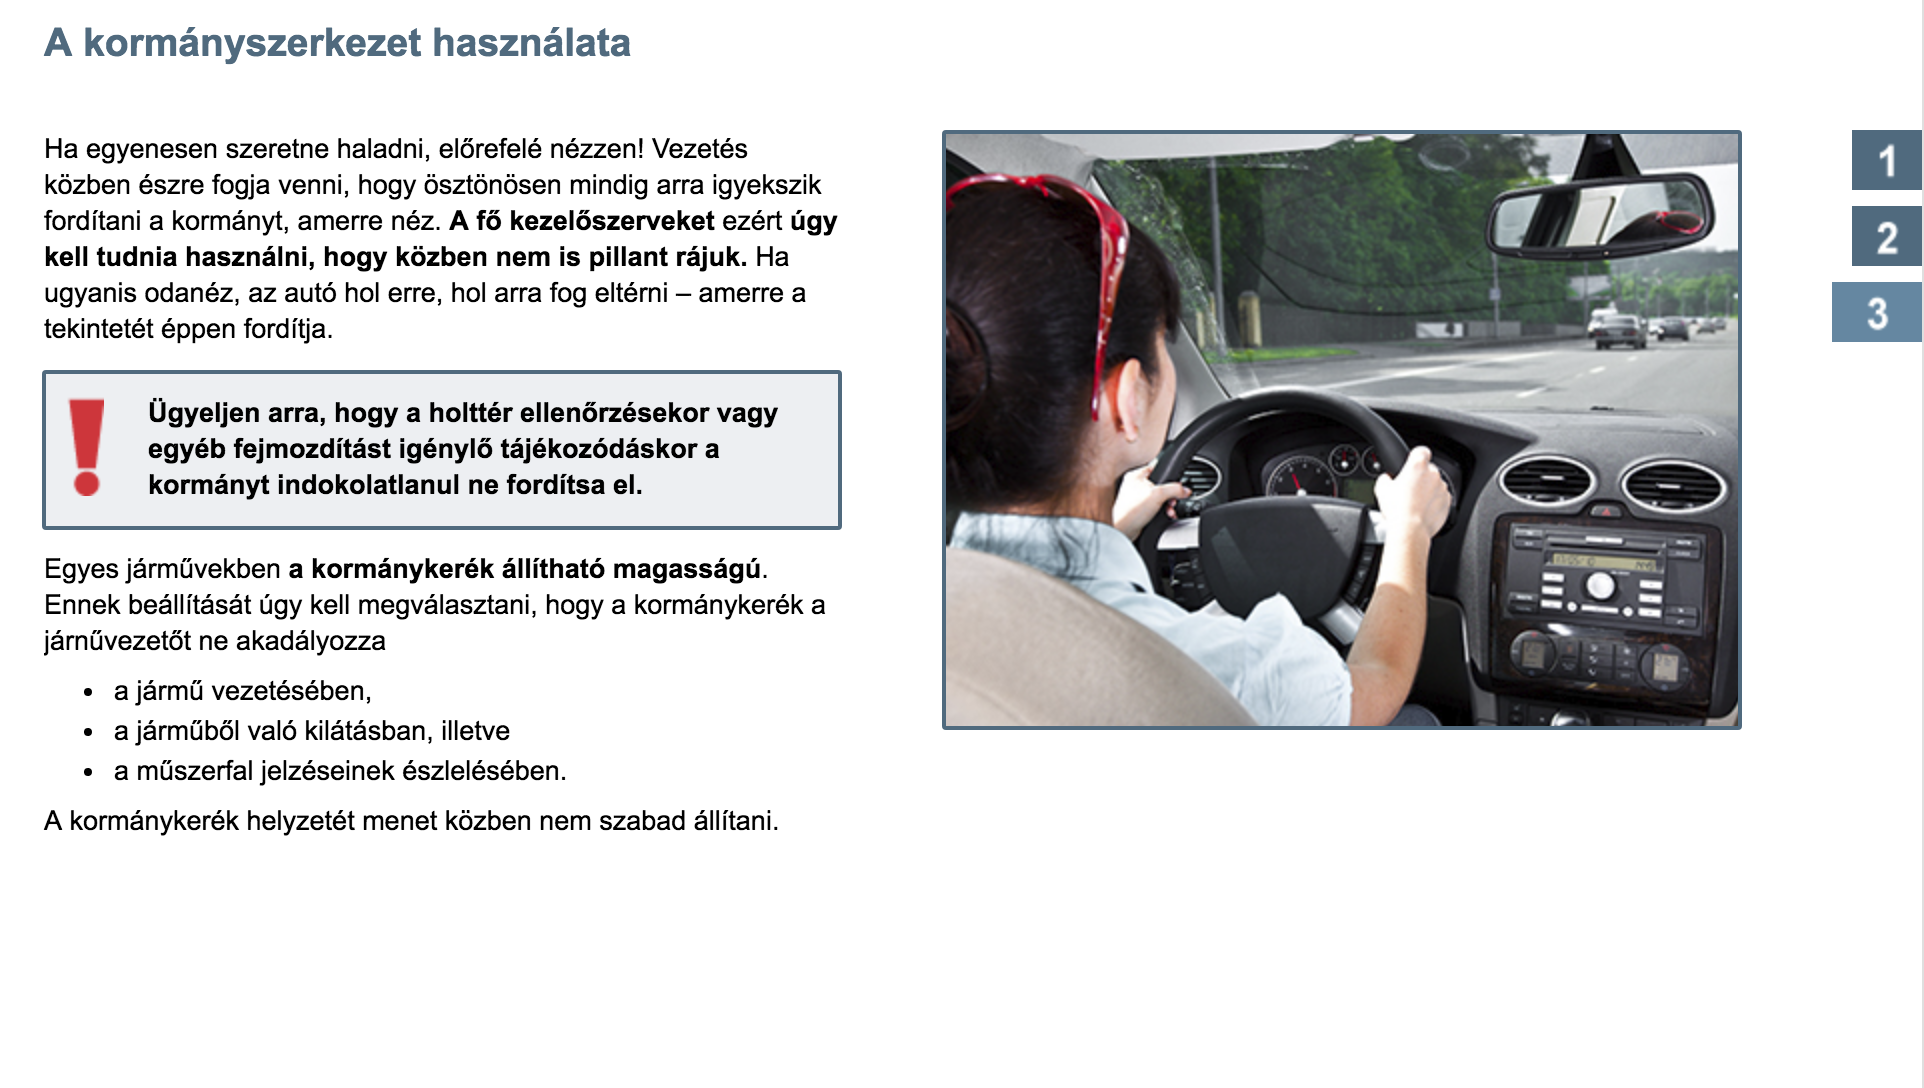 A kormányszerkezet használata
Ha egyenesen szeretne haladni, előrefelé nézzen! Vezetés
közben észre fogja venni, hogy ösztönösen mindig arra igyekszik
fordítani a kormányt, amerre néz. A fő kezelőszerveket ezért úgy
kell tudnia használni, hogy közben nem is pillant rájuk. Ha
ugyanis odanéz, az autó hol erre, hol arra fog eltérni – amerre a
tekintetét éppen fordítja.
Ügyeljen arra, hogy a holttér ellenőrzésekor vagy
egyéb fejmozdítást igénylő tájékozódáskor a
kormányt indokolatlanul ne fordítsa el.
Egyes járművekben a kormánykerék állítható magasságú.
Ennek beállítását úgy kell megválasztani, hogy a kormánykerék a
járnűvezetőt ne akadályozza
• a jármű vezetésében,
• a járműből való kilátásban, illetve
• a műszerfal jelzéseinek észlelésében.
A kormánykerék helyzetét menet közben nem szabad állítani.
1
2
3